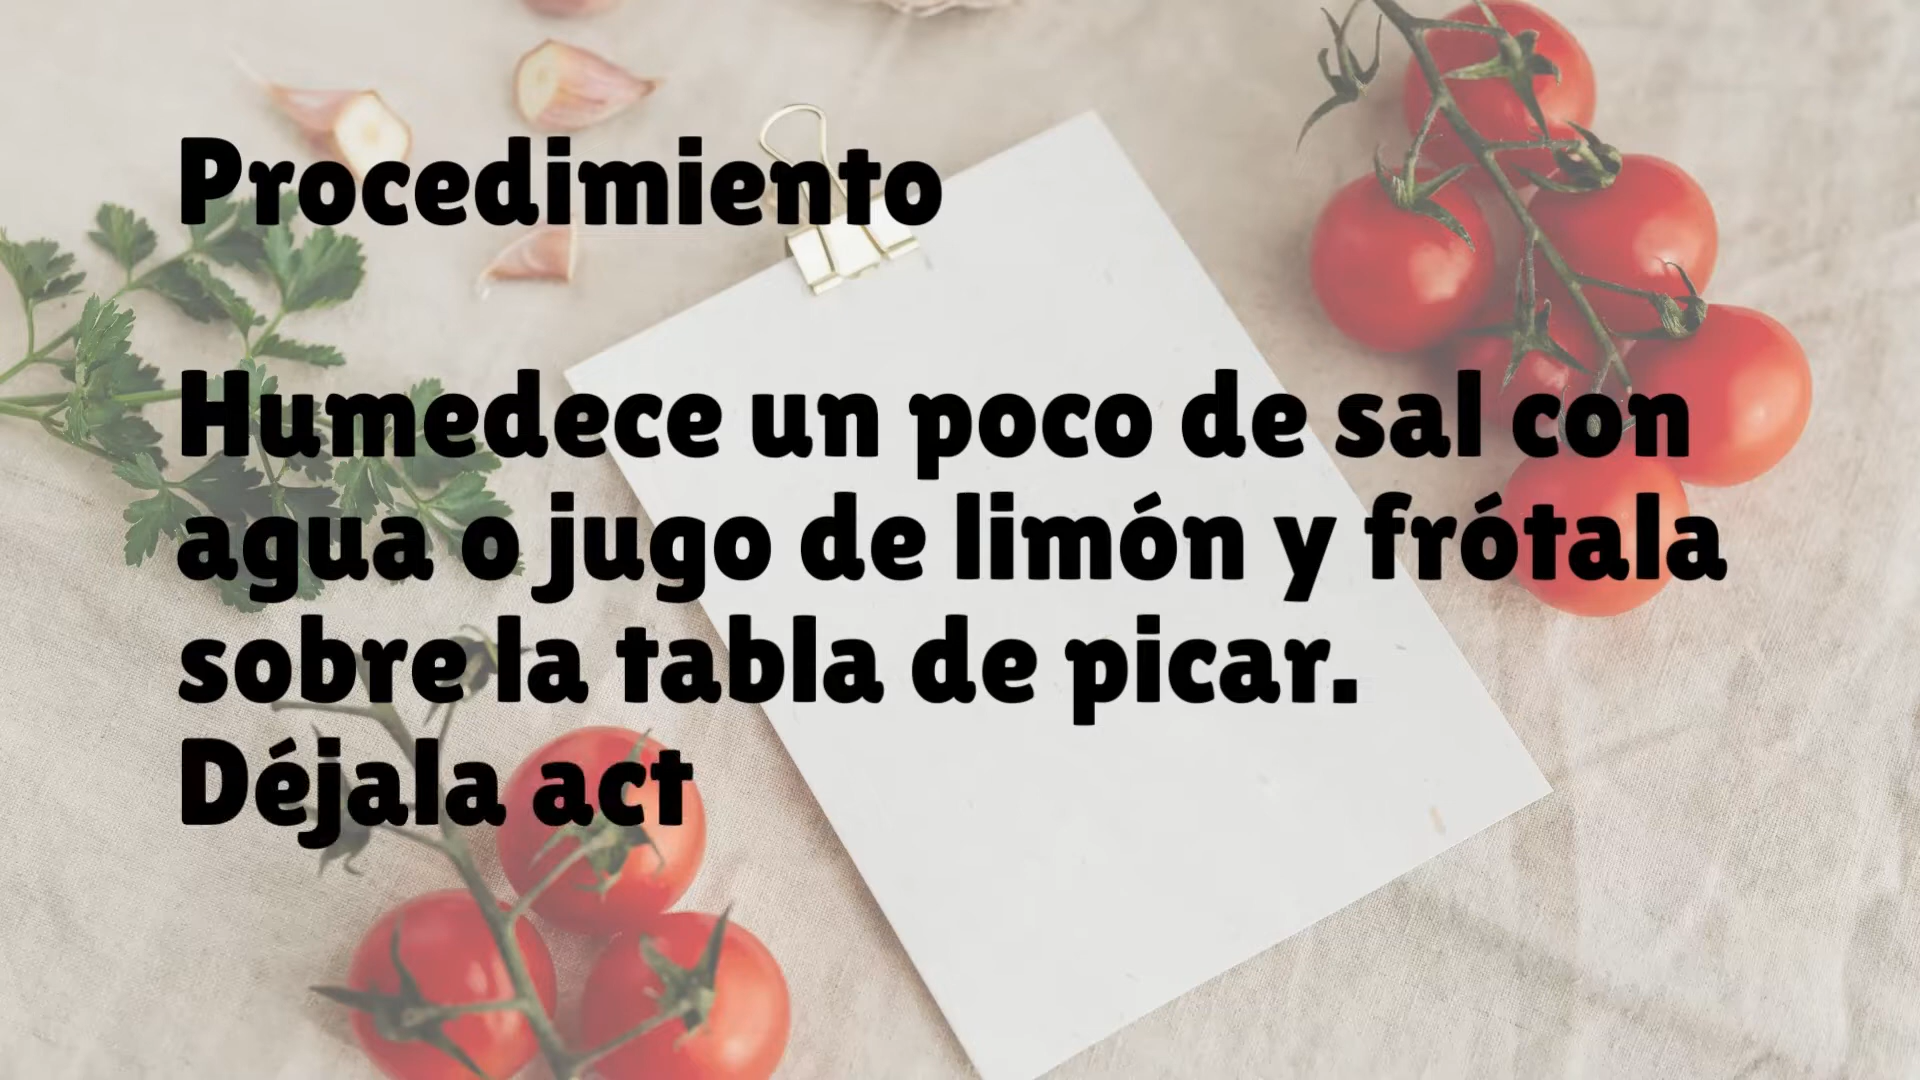 Procedimiento
Humedece un poco de sal con
agua o jugo de limón y frótala
sobre la tabla de picar.
Déjala act